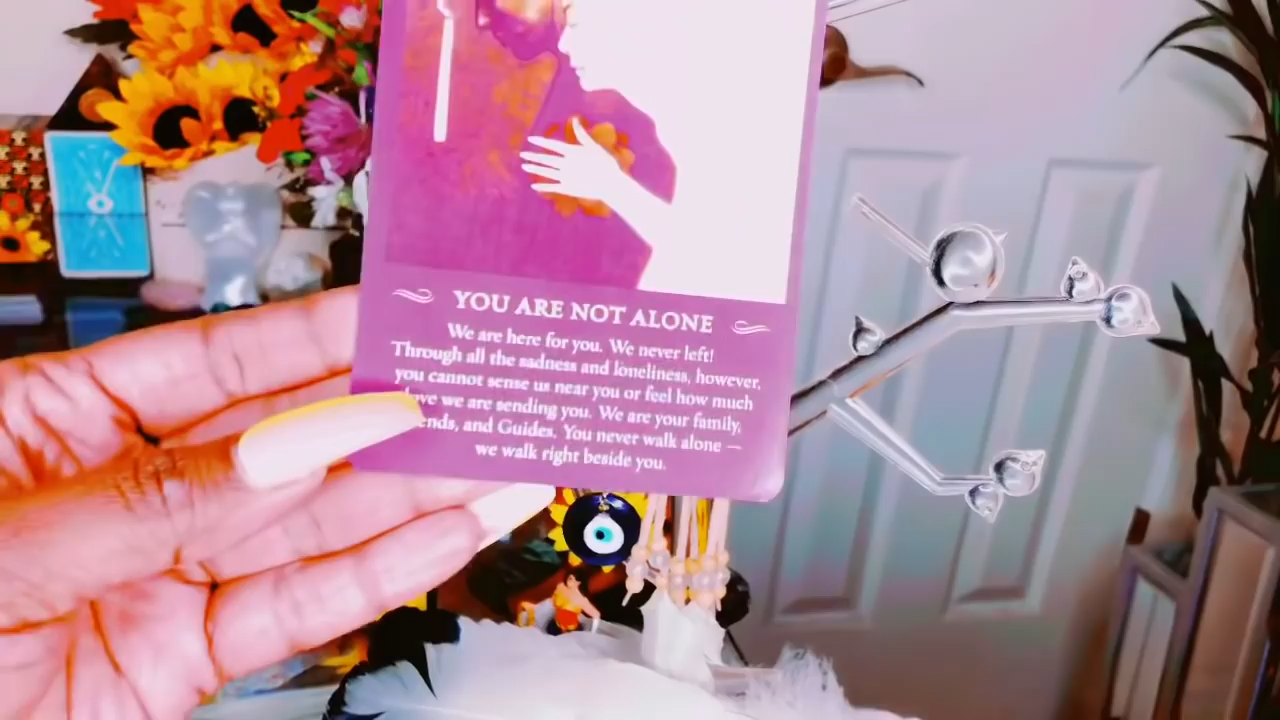 YOU ARE NOT ALONE
We are here for you. We never left!
Through all the sadness and loneliness, however,
you cannot sense us near you or feel how much
love we are sending you. We are your family,
ends, and Guides. You never walk alone —
we walk right beside you.